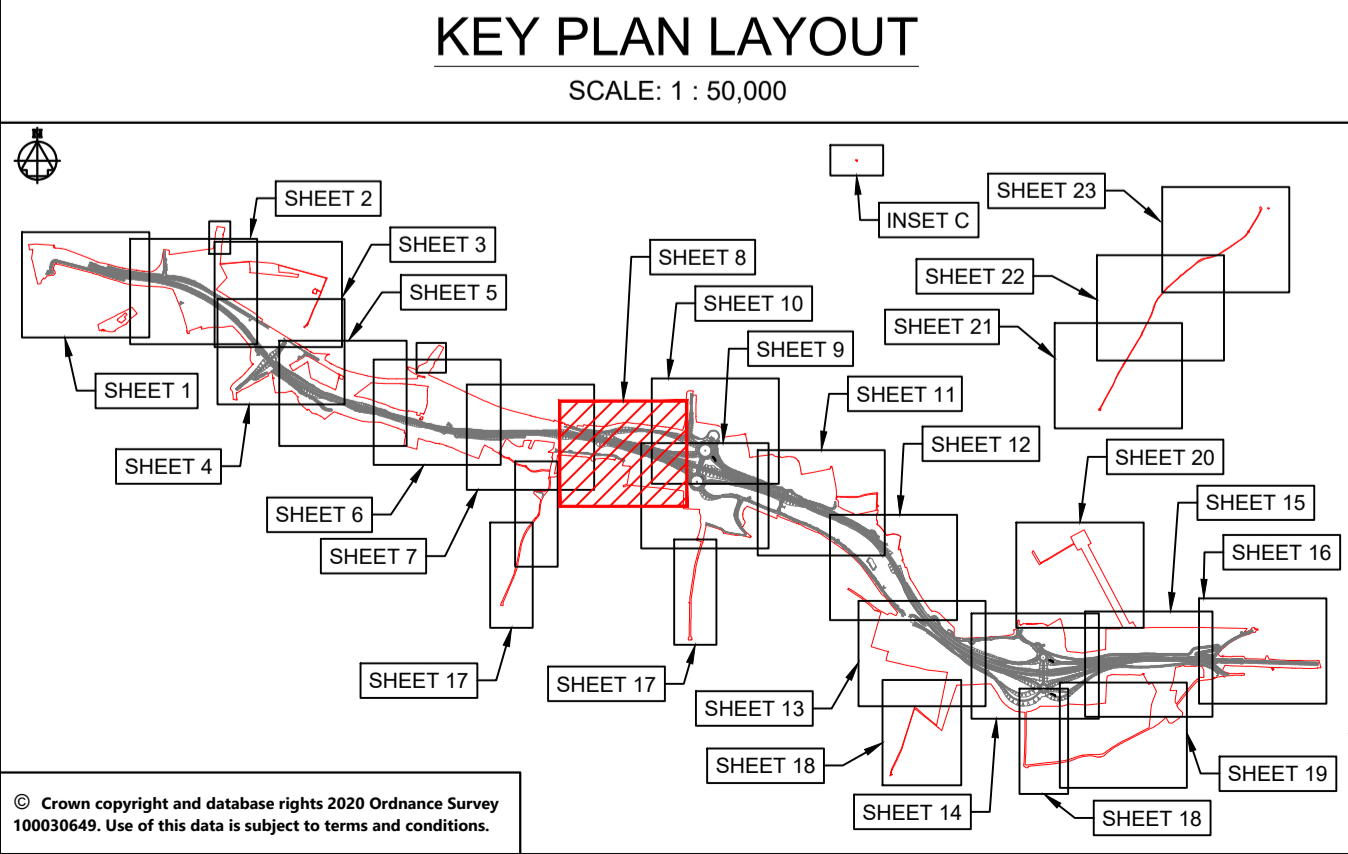 KEY PLAN LAYOUT
SCALE: 1 : 50,000
SHEET 2
SHEET 3
SHEET 5
SHEET 1
SHEET 4
SHEET 6
SHEET 7
SHEET 8
SHEET 10
SHEET 9
SHEET 11
SHEET 12
INSET C
SHEET 23
SHEET 22
SHEET 21
SHEET 20
SHEET 15
SHEET 16
SHEET 17
SHEET 17
SHEET 13
SHEET 18
SHEET 14
SHEET 18
SHEET 19
© Crown copyright and database rights 2020 Ordnance Survey
100030649. Use of this data is subject to terms and conditions.